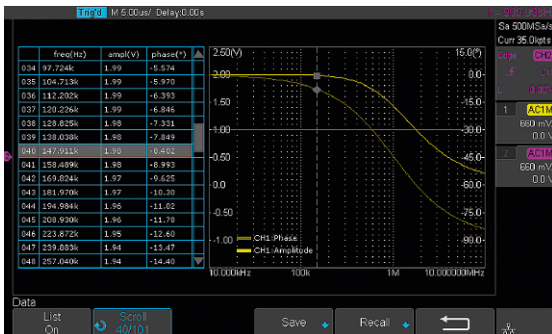 Trig'd M 5.00us/ Delay:0.00s
Sa 500MSa/s
Curr 35.0kpts
Edge CH2
freq(Hz) ampl(V) phase(°)
034 97.724k 1.99 -5.574
035 104.713k 1.99 -5.970
036 112.202k 1.99 -6.393
037 120.226k 1.99 -6.846
038 128.825k 1.98 -7.331
039 138.038k 1.98 -7.849
040 147.911k 1.98 -8.402
041 158.489k 1.98 -8.993
042 169.824k 1.97 -9.625
043 181.970k 1.97 -10.30
044 194.984k 1.96 -11.02
045 208.930k 1.96 -11.78
046 223.872k 1.95 -12.60
047 239.883k 1.94 -13.47
048 257.040k 1.94 -14.40
2.50(V) 15.0(°)
2.00 0.0
1.50 -15.0
1.00 -30.0
0.50 -45.0
0.0 -60.0
-0.50 -75.0
-1.00 -90.0
CH1:Phase
CH1:Amplitude
10.000kHz 100k 1M 10.000000MHz
1 AC1M
660 mV
0.0 V
2 AC1M
660 mV
0.0 V
Data
List
On
Scroll
40/101
Save
Recall